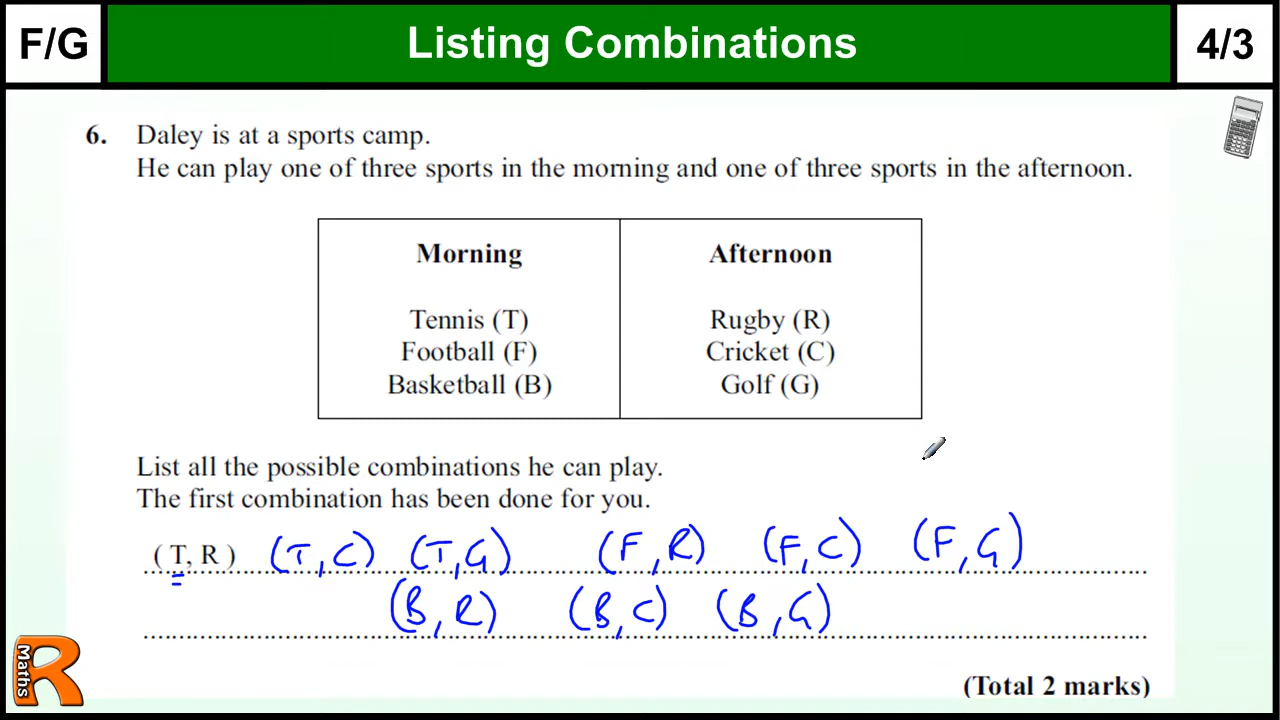 F/G
Listing Combinations
4/3
6. Daley is at a sports camp.
He can play one of three sports in the morning and one of three sports in the afternoon.
Morning Afternoon
Tennis (T) Rugby (R)
Football (F) Cricket (C)
Basketball (B) Golf (G)
List all the possible combinations he can play.
The first combination has been done for you.
( T, R ) (T,C) (T,G) (F,R) (F,C) (F,G)
(B,R) (B,C) (B,G)
R Maths
(Total 2 marks)